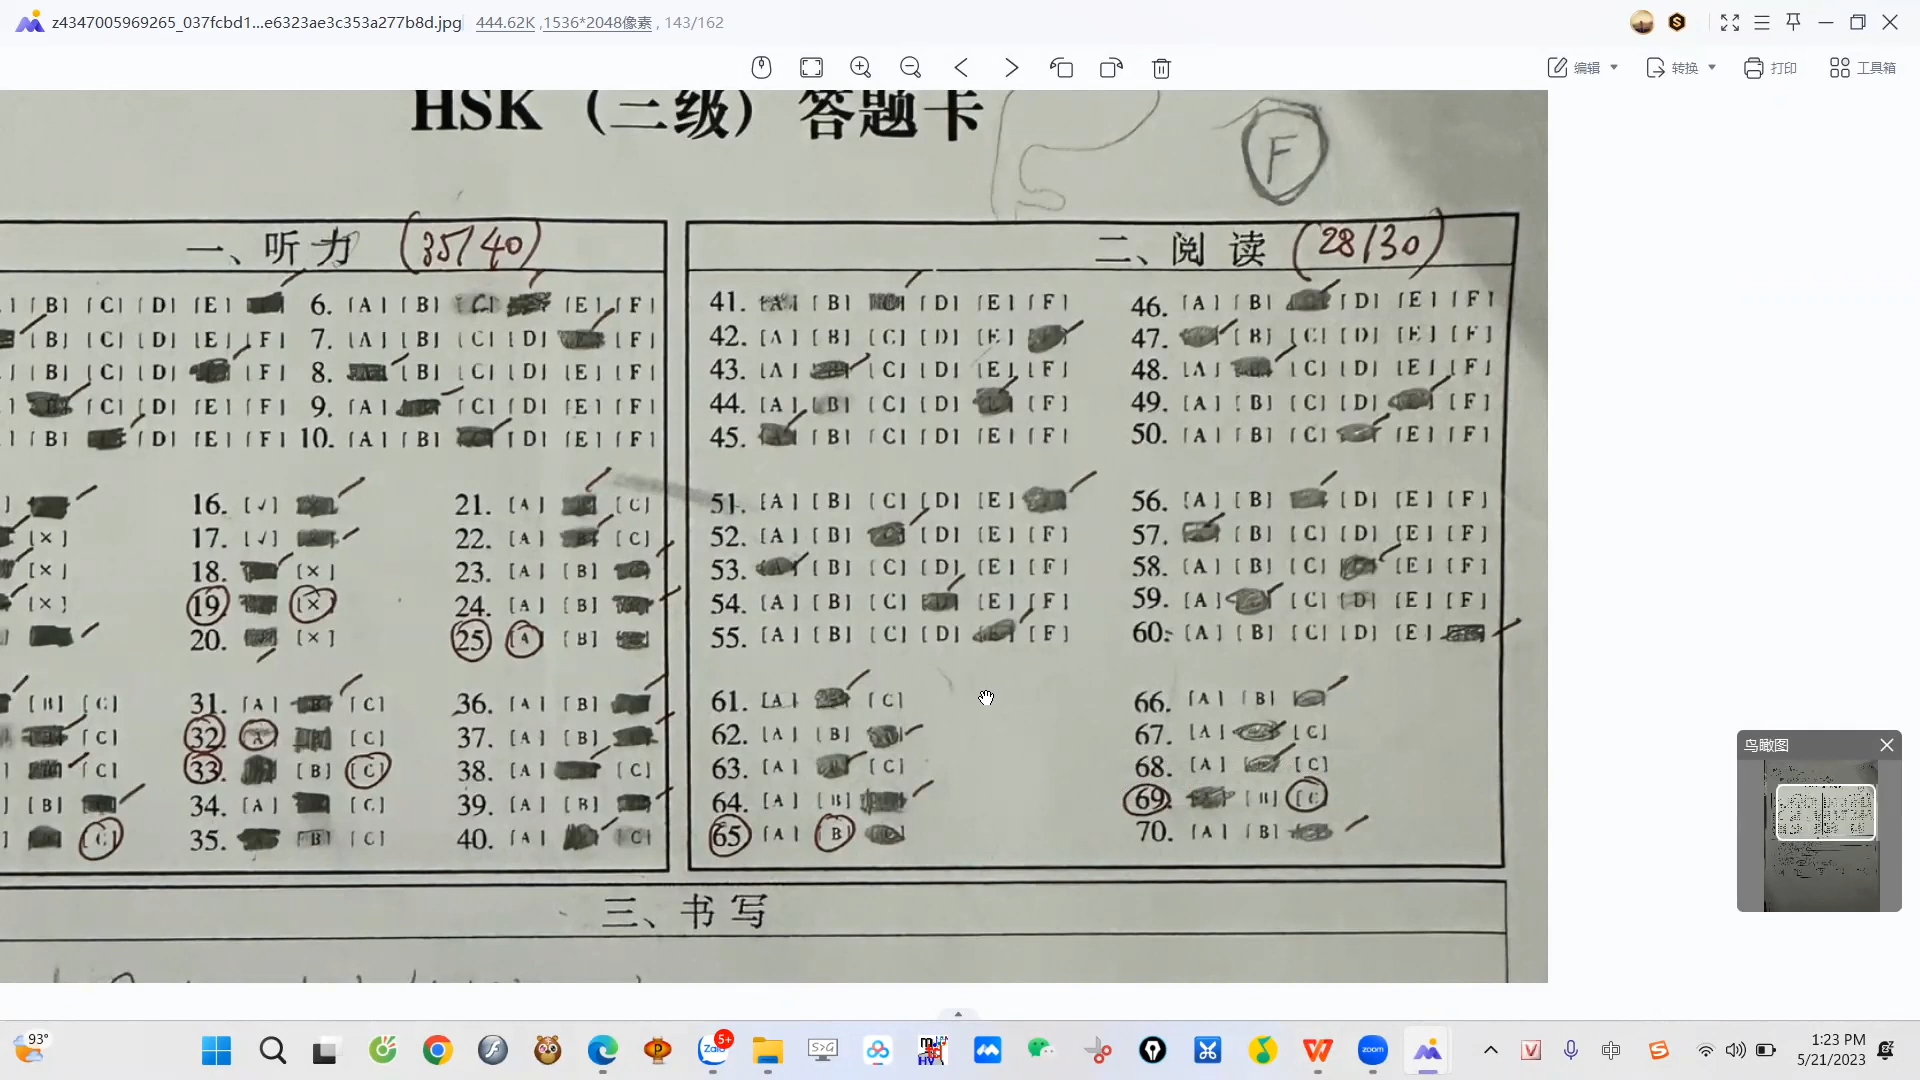 z4347005969265_037fcbd1...e6323ae3c353a277b8d.jpg 444.62K ,1536*2048像素 , 143/162
编辑 转换 打印 工具箱
HSK (三级) 答题卡
F
一、听力 (35/40)
二、阅读 (28/30)
[B] [C] [D] [E] 6. [A] [B] [C] [E] [F]
[B] [C] [D] [E] [F] 7. [A] [B] [C] [D] [F]
[B] [C] [D] [F] 8. [B] [C] [D] [E] [F]
[C] [D] [E] [F] 9. [A] [C] [D] [E] [F]
[B] [D] [E] [F] 10. [A] [B] [D] [E] [F]
16. [√] 21. [A] [C]
[×] 17. [√] 22. [A] [C]
[×] 18. [×] 23. [A] [B]
[×] 19. [×] 24. [A] [B]
20. [×] 25. [A] [B]
[B] [C] 31. [A] [C] 36. [A] [B]
[C] 32. [A] [C] 37. [A] [B]
[C] 33. [B] [C] 38. [A] [C]
[B] 34. [A] [C] 39. [A] [B]
[C] 35. [B] [C] 40. [A] [C]
41. [A] [B] [C] [D] [E] [F] 46. [A] [B] [D] [E] [F]
42. [A] [B] [C] [D] [E] 47. [B] [C] [D] [E] [F]
43. [A] [C] [D] [E] [F] 48. [A] [C] [D] [E] [F]
44. [A] [B] [C] [D] [F] 49. [A] [B] [C] [D] [F]
45. [B] [C] [D] [E] [F] 50. [A] [B] [C] [E] [F]
51. [A] [B] [C] [D] [E] 56. [A] [B] [D] [E] [F]
52. [A] [B] [D] [E] [F] 57. [B] [C] [D] [E] [F]
53. [B] [C] [D] [E] [F] 58. [A] [B] [C] [E] [F]
54. [A] [B] [C] [D] [E] [F] 59. [A] [C] [D] [E] [F]
55. [A] [B] [C] [D] [F] 60. [A] [B] [C] [D] [E]
61. [A] [C] 66. [A] [B]
62. [A] [B] 67. [A] [C]
63. [A] [C] 68. [A] [C]
64. [A] [B] 69. [B] [C]
65. [A] [B] 70. [A] [B]
三、书写
鸟瞰图
93°
5+
Zalo
S>G
zoom
中
1:23 PM
5/21/2023